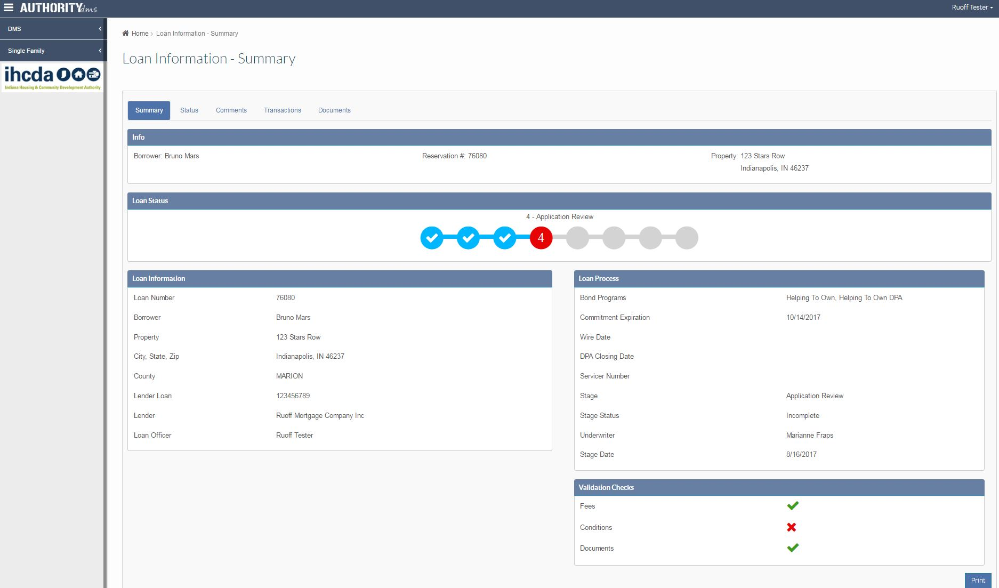 AUTHORITY dms
Ruoff Tester
DMS
Single Family
ihcda
Indiana Housing & Community Development Authority
Home > Loan Information - Summary
Loan Information - Summary
Summary Status Comments Transactions Documents
Info
Borrower: Bruno Mars Reservation #: 76080 Property: 123 Stars Row
Indianapolis, IN 46237
Loan Status
4 - Application Review
4
Loan Information
Loan Number 76080
Borrower Bruno Mars
Property 123 Stars Row
City, State, Zip Indianapolis, IN 46237
County MARION
Lender Loan 123456789
Lender Ruoff Mortgage Company Inc
Loan Officer Ruoff Tester
Loan Process
Bond Programs Helping To Own, Helping To Own DPA
Commitment Expiration 10/14/2017
Wire Date
DPA Closing Date
Servicer Number
Stage Application Review
Stage Status Incomplete
Underwriter Marianne Fraps
Stage Date 8/16/2017
Validation Checks
Fees
Conditions
Documents
Print